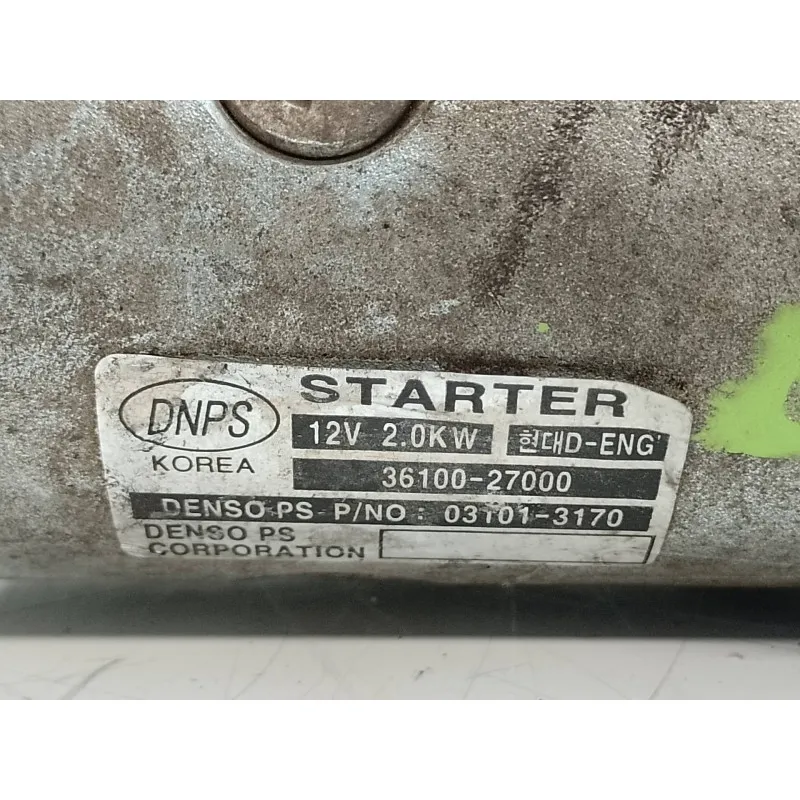 STARTER
DNPS
12V 2.0KW 현대D-ENG'
KOREA
36100-27000
DENSO PS P/NO : 03101-3170
DENSO PS
CORPORATION